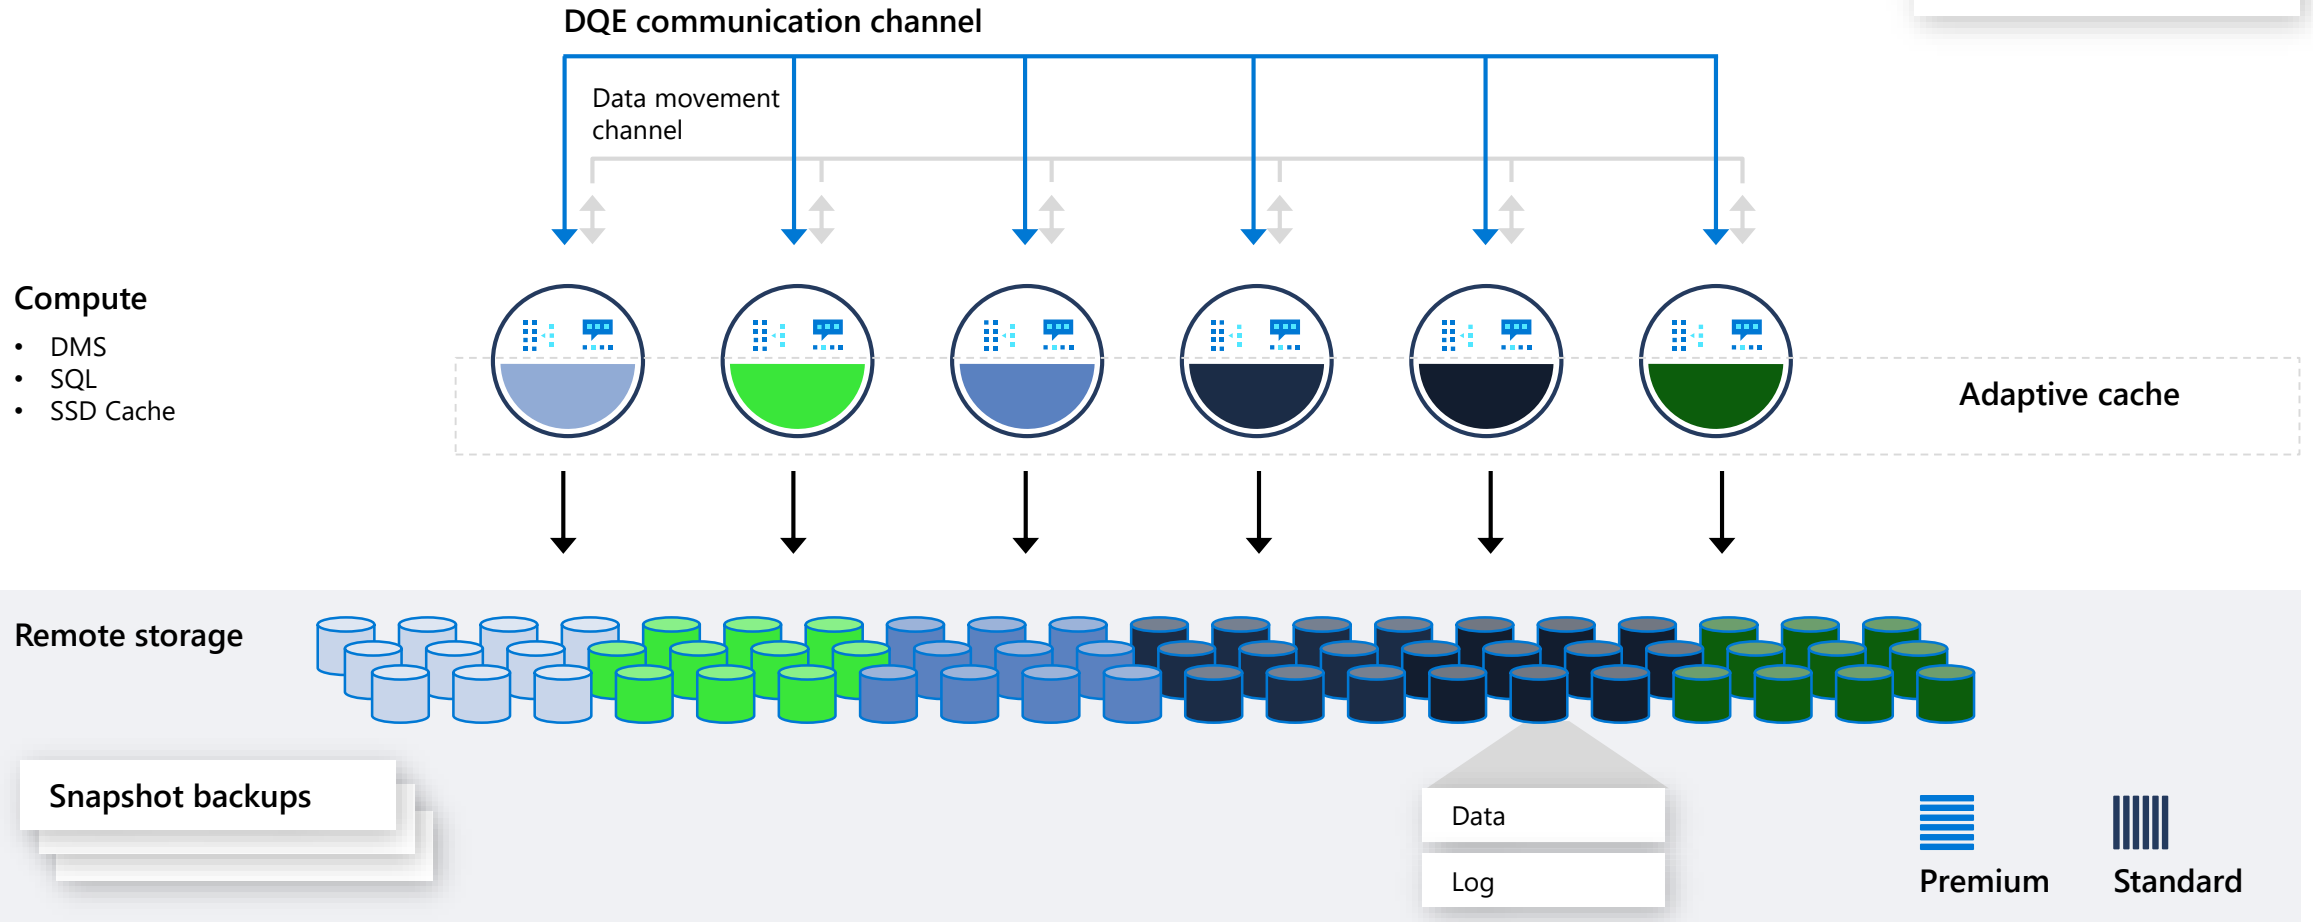 DQE communication channel
Data movement
channel
Compute
• DMS
• SQL
• SSD Cache
Adaptive cache
Remote storage
Snapshot backups
Data
Log
Premium
Standard